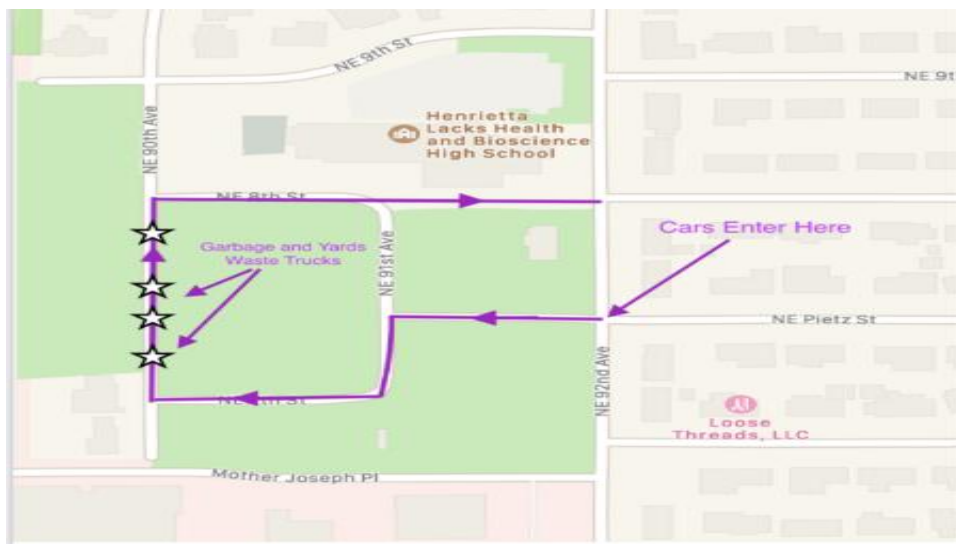 NE 9th St
NE 9t
NE 90th Ave
Henrietta
Lacks Health
and Bioscience
High School
NE 8th St
Cars Enter Here
Garbage and Yards
Waste Trucks
NE 91st Ave
NE Pietz St
NE 92nd Ave
St
Loose
Threads, LLC
Mother Joseph Pl